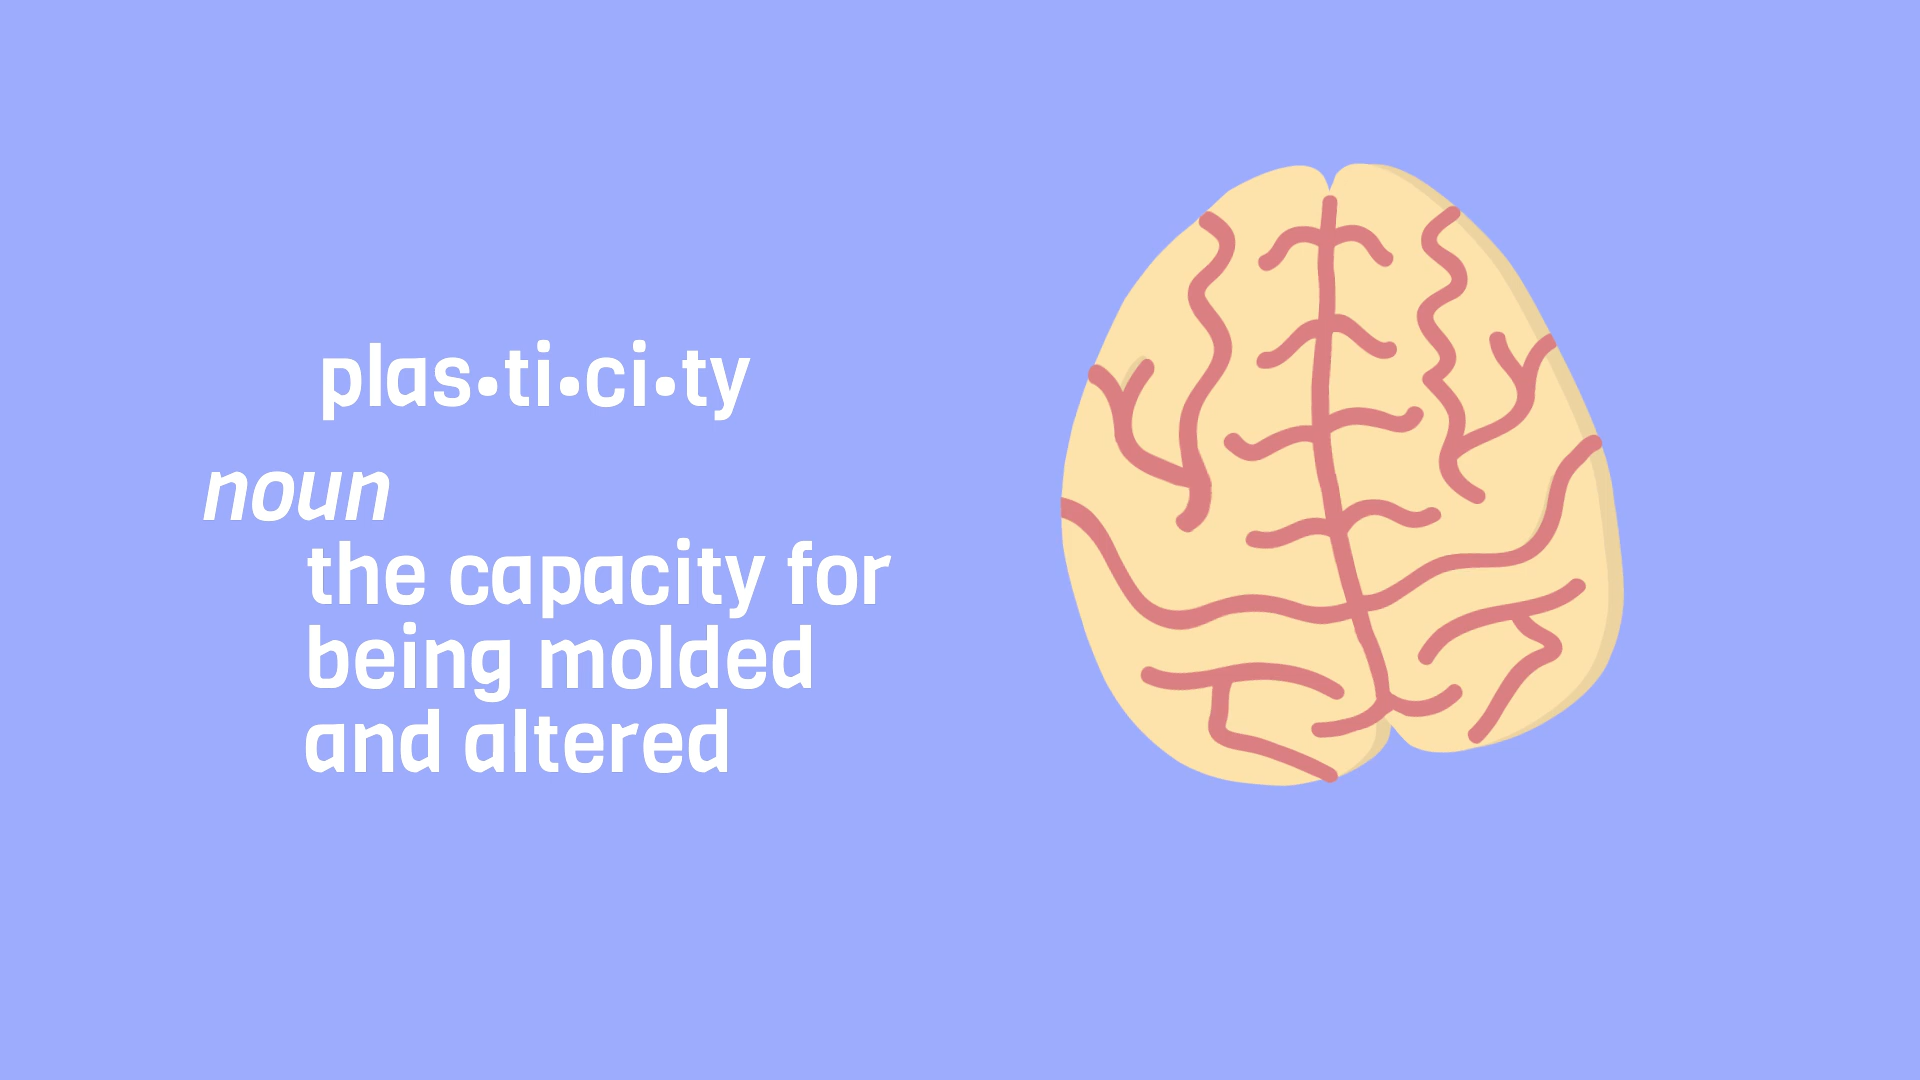 plas•ti•ci•ty
noun
the capacity for
being molded
and altered